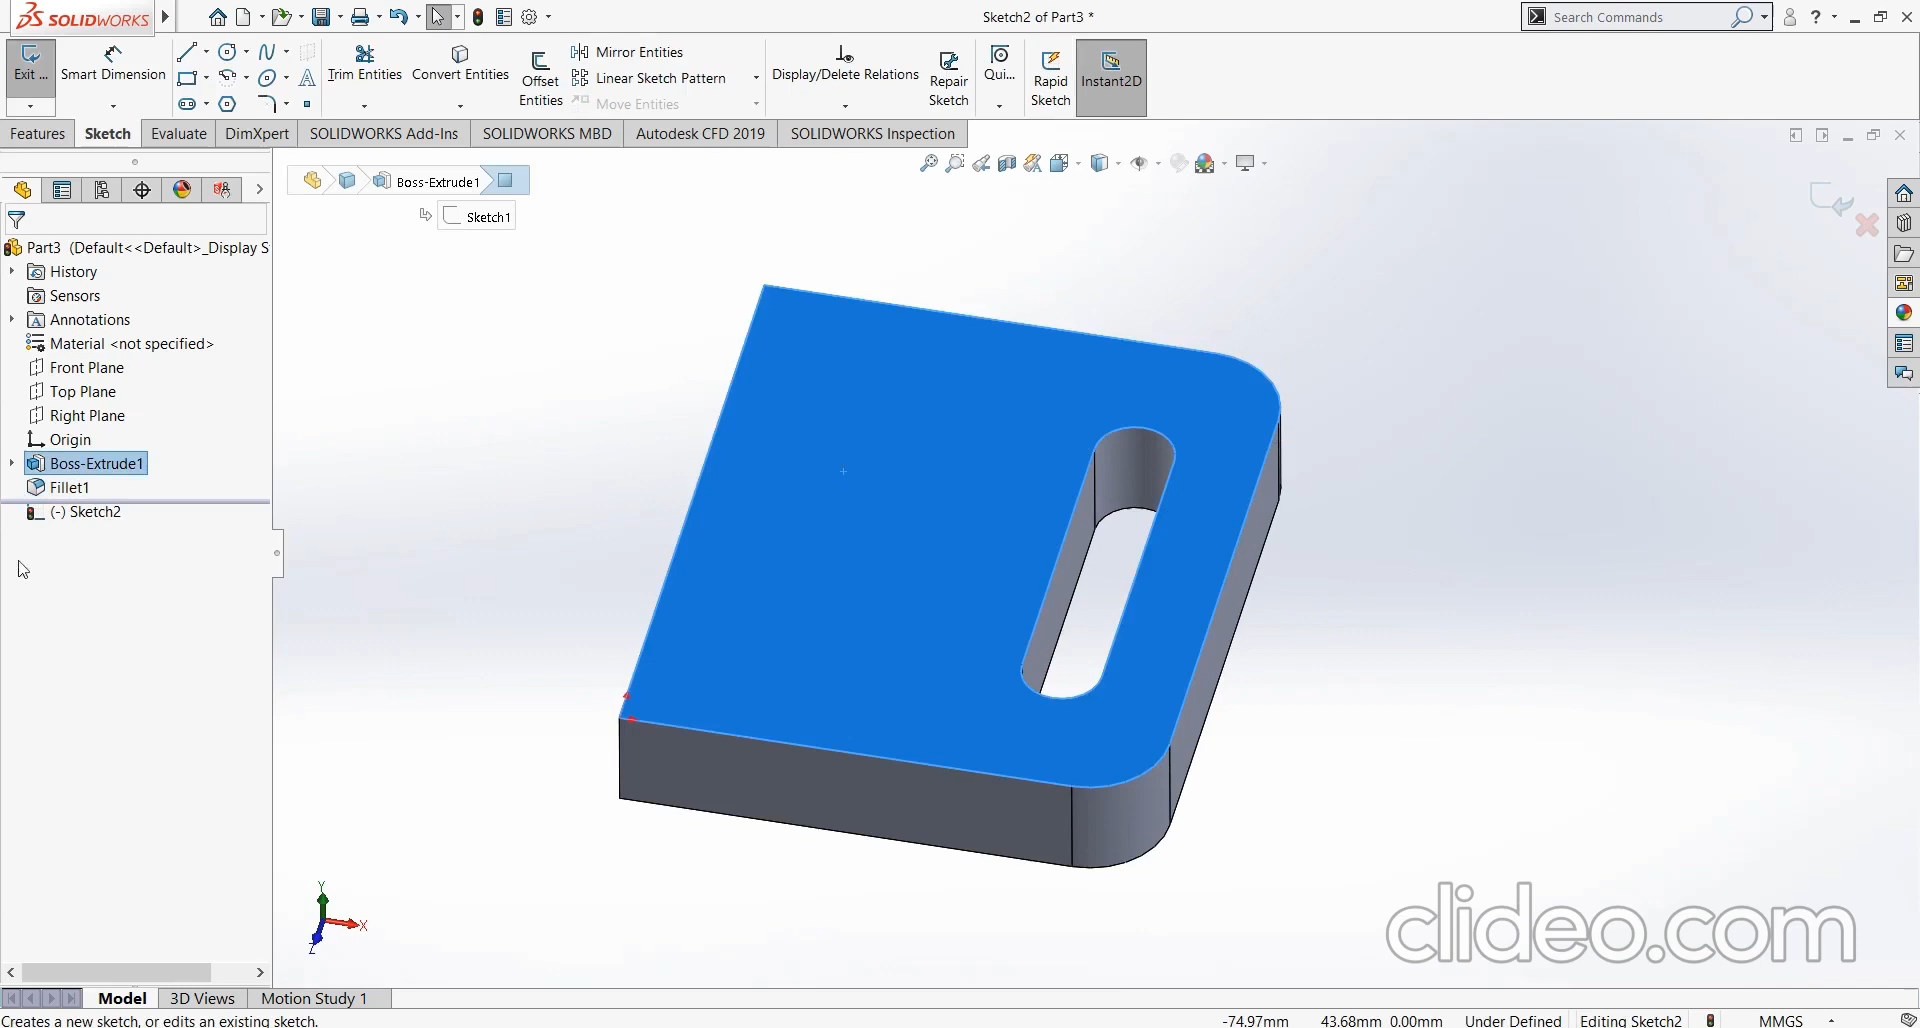 SOLIDWORKS
Sketch2 of Part3 *
Search Commands
?
Exit ...
Smart Dimension
Trim Entities
Convert Entities
Offset
Entities
Mirror Entities
Linear Sketch Pattern
Move Entities
Display/Delete Relations
Repair
Sketch
Qui...
Rapid
Sketch
Instant2D
Features
Sketch
Evaluate
DimXpert
SOLIDWORKS Add-Ins
SOLIDWORKS MBD
Autodesk CFD 2019
SOLIDWORKS Inspection
Boss-Extrude1
Sketch1
Part3 (Default<<Default>_Display S
History
Sensors
Annotations
Material <not specified>
Front Plane
Top Plane
Right Plane
Origin
Boss-Extrude1
Fillet1
(-) Sketch2
Y
X
Z
clideo.com
Model
3D Views
Motion Study 1
Creates a new sketch, or edits an existing sketch.
-74.97mm
43.68mm 0.00mm
Under Defined
Editing Sketch2
MMGS